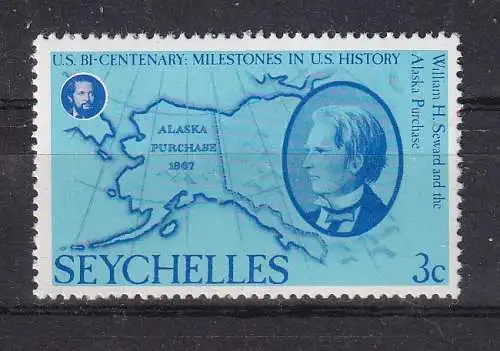 U.S. BI-CENTENARY: MILESTONES IN U.S. HISTORY
William H. Seward and the
Alaska Purchase
ALASKA
PURCHASE
1867
SEYCHELLES
3c